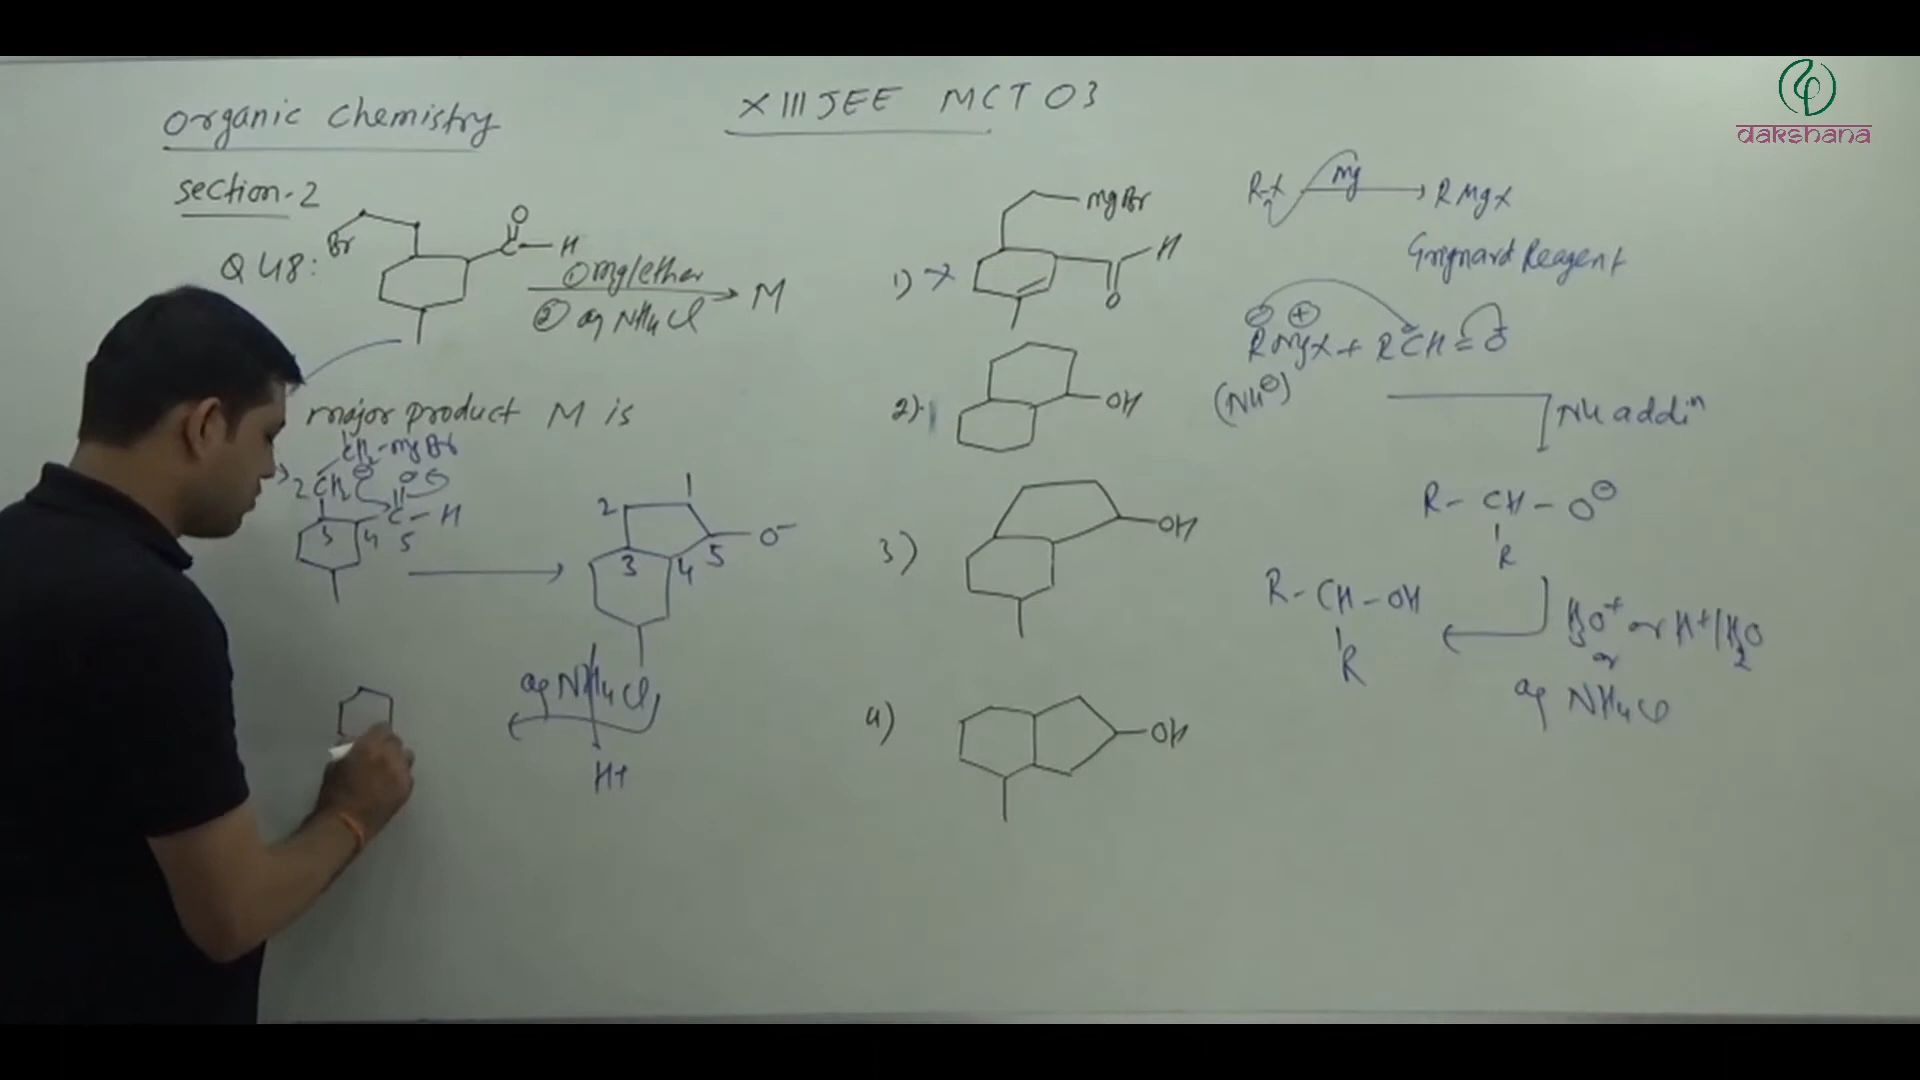 dakshana
organic chemistry
XIII JEE MCT 03
section-2
Q 48:
Br
O
C-H
① mg/ether
② aq NH4Cl
M
major product M is
CH2-mgBr
2 CH2
O
3 4 5
C-H
1
2
3 4 5
O-
aq NH4Cl
H+
1) X
mgBr
H
O
2)
OH
3)
OH
4)
OH
R-X
mg
RMgX
Grignard Reagent
RMgX + RCH=O
(Nu⊖)
Nu addin
R-CH-O⊖
R
R-CH-OH
R
H3O+ or H+/H2O
or
aq NH4Cl